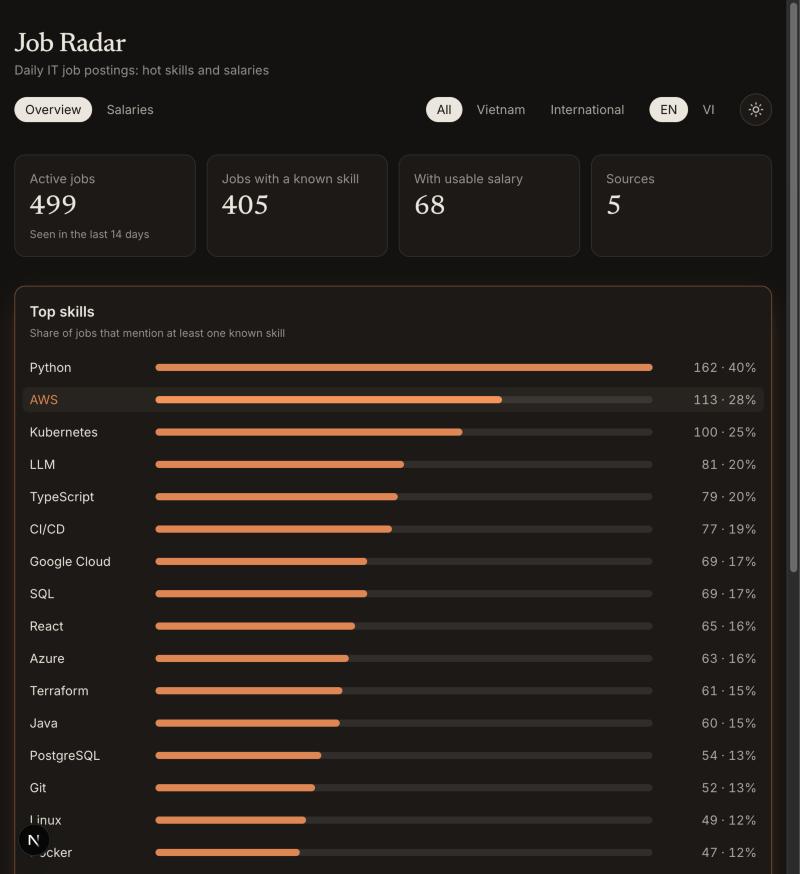 Job Radar
Daily IT job postings: hot skills and salaries
Overview Salaries All Vietnam International EN VI
Active jobs
499
Seen in the last 14 days
Jobs with a known skill
405
With usable salary
68
Sources
5
Top skills
Share of jobs that mention at least one known skill
Python 162 · 40%
AWS 113 · 28%
Kubernetes 100 · 25%
LLM 81 · 20%
TypeScript 79 · 20%
CI/CD 77 · 19%
Google Cloud 69 · 17%
SQL 69 · 17%
React 65 · 16%
Azure 63 · 16%
Terraform 61 · 15%
Java 60 · 15%
PostgreSQL 54 · 13%
Git 52 · 13%
Linux 49 · 12%
N
47 · 12%